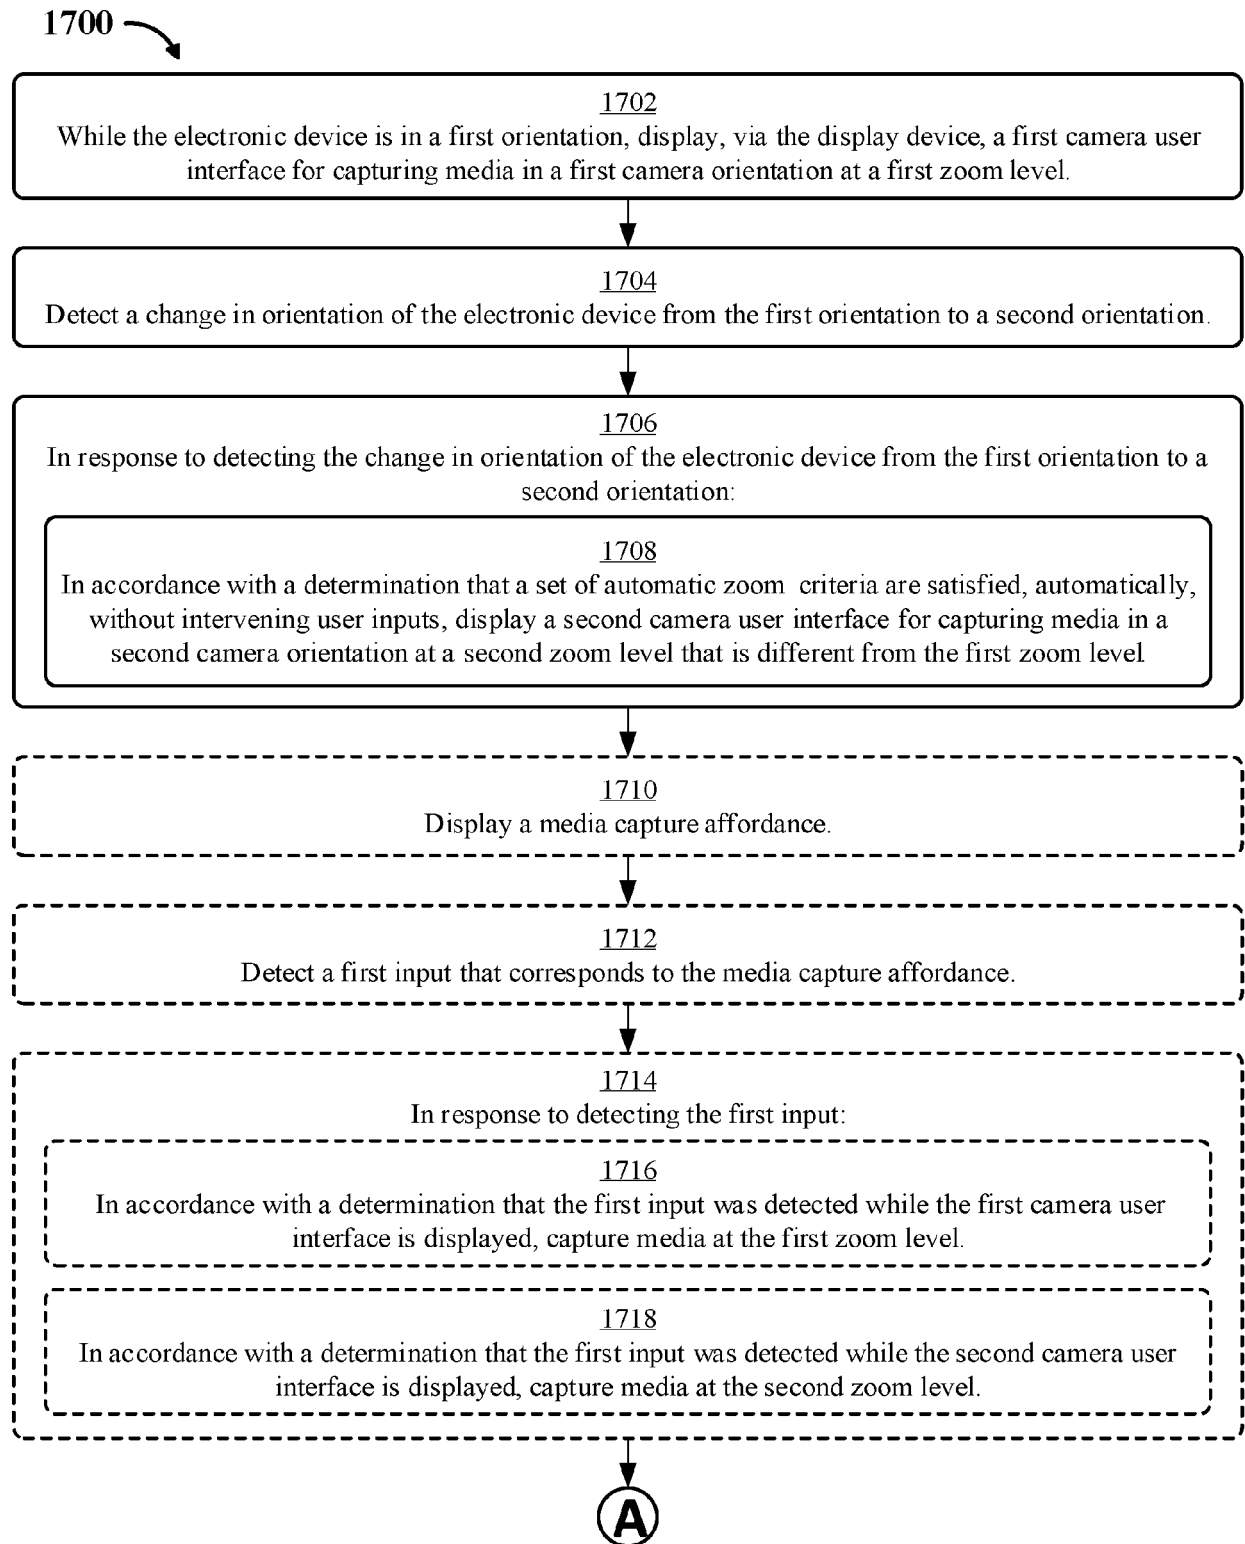 1700
1702
While the electronic device is in a first orientation, display, via the display device, a first camera user
interface for capturing media in a first camera orientation at a first zoom level.
1704
Detect a change in orientation of the electronic device from the first orientation to a second orientation.
1706
In response to detecting the change in orientation of the electronic device from the first orientation to a
second orientation:
1708
In accordance with a determination that a set of automatic zoom criteria are satisfied, automatically,
without intervening user inputs, display a second camera user interface for capturing media in a
second camera orientation at a second zoom level that is different from the first zoom level
1710
Display a media capture affordance.
1712
Detect a first input that corresponds to the media capture affordance.
1714
In response to detecting the first input:
1716
In accordance with a determination that the first input was detected while the first camera user
interface is displayed, capture media at the first zoom level.
1718
In accordance with a determination that the first input was detected while the second camera user
interface is displayed, capture media at the second zoom level.
A